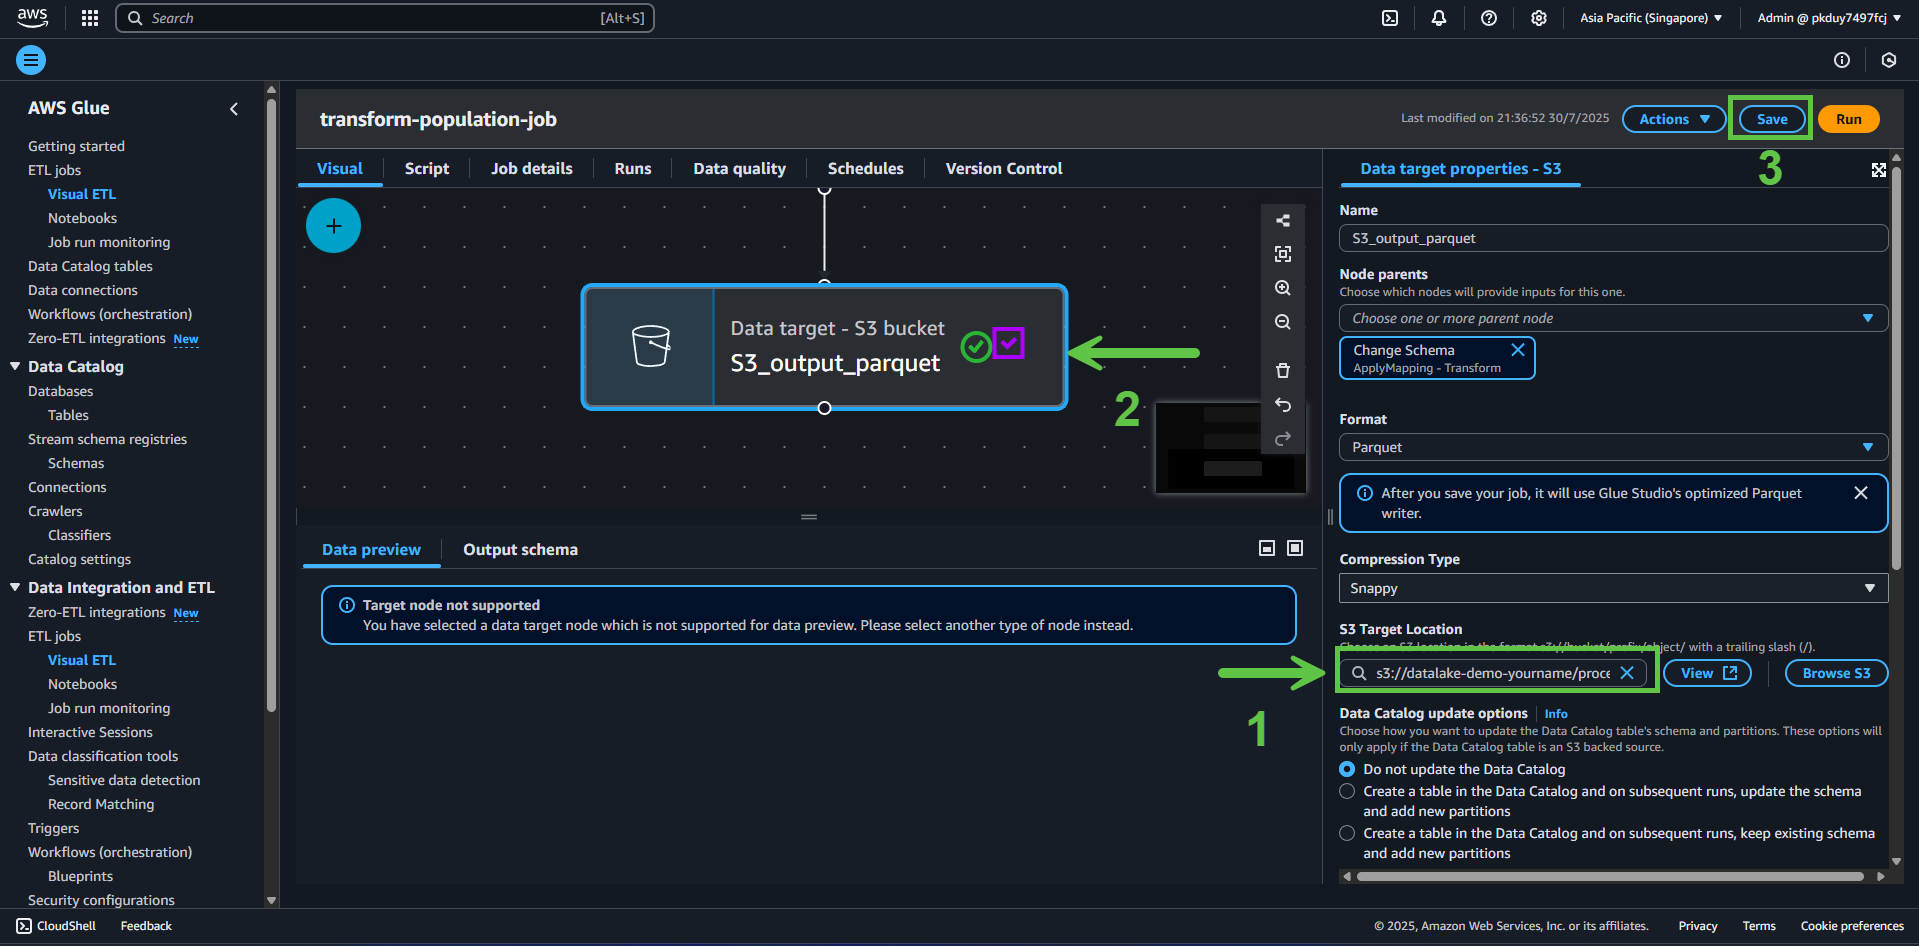 aws
Search
[Alt+S]
Asia Pacific (Singapore)
Admin @ pkduy7497fcj
AWS Glue
Getting started
ETL jobs
Visual ETL
Notebooks
Job run monitoring
Data Catalog tables
Data connections
Workflows (orchestration)
Zero-ETL integrations New
Data Catalog
Databases
Tables
Stream schema registries
Schemas
Connections
Crawlers
Classifiers
Catalog settings
Data Integration and ETL
Zero-ETL integrations New
ETL jobs
Visual ETL
Notebooks
Job run monitoring
Interactive Sessions
Data classification tools
Sensitive data detection
Record Matching
Triggers
Workflows (orchestration)
Blueprints
Security configurations
transform-population-job
Last modified on 21:36:52 30/7/2025
Actions
Save
Run
3
Visual
Script
Job details
Runs
Data quality
Schedules
Version Control
Data target - S3 bucket
S3_output_parquet
2
Data preview
Output schema
Target node not supported
You have selected a data target node which is not supported for data preview. Please select another type of node instead.
1
Data target properties - S3
Name
S3_output_parquet
Node parents
Choose which nodes will provide inputs for this one.
Choose one or more parent node
Change Schema
ApplyMapping - Transform
Format
Parquet
After you save your job, it will use Glue Studio's optimized Parquet
writer.
Compression Type
Snappy
S3 Target Location
Choose an S3 location in the format s3://bucket/prefix/object/ with a trailing slash (/).
s3://datalake-demo-yourname/proce
View
Browse S3
Data Catalog update options
Info
Choose how you want to update the Data Catalog table's schema and partitions. These options will
only apply if the Data Catalog table is an S3 backed source.
Do not update the Data Catalog
Create a table in the Data Catalog and on subsequent runs, update the schema
and add new partitions
Create a table in the Data Catalog and on subsequent runs, keep existing schema
and add new partitions
CloudShell
Feedback
© 2025, Amazon Web Services, Inc. or its affiliates.
Privacy
Terms
Cookie preferences